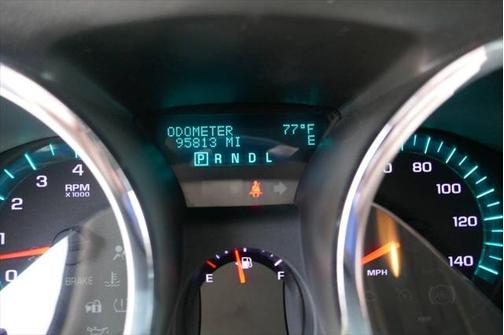 ODOMETER 77°F
95813 MI E
P R N D L
4
3
2
1
0
RPM
x1000
BRAKE
E F
80
100
120
140
MPH